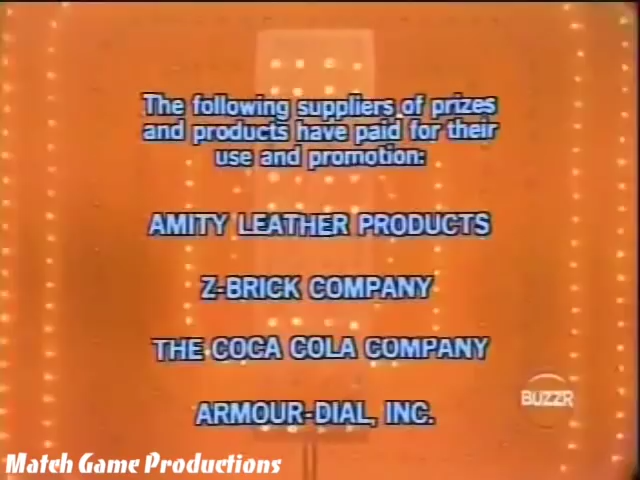 The following suppliers of prizes
and products have paid for their
use and promotion:
AMITY LEATHER PRODUCTS
Z-BRICK COMPANY
THE COCA COLA COMPANY
ARMOUR-DIAL, INC.
BUZZR
Match Game Productions